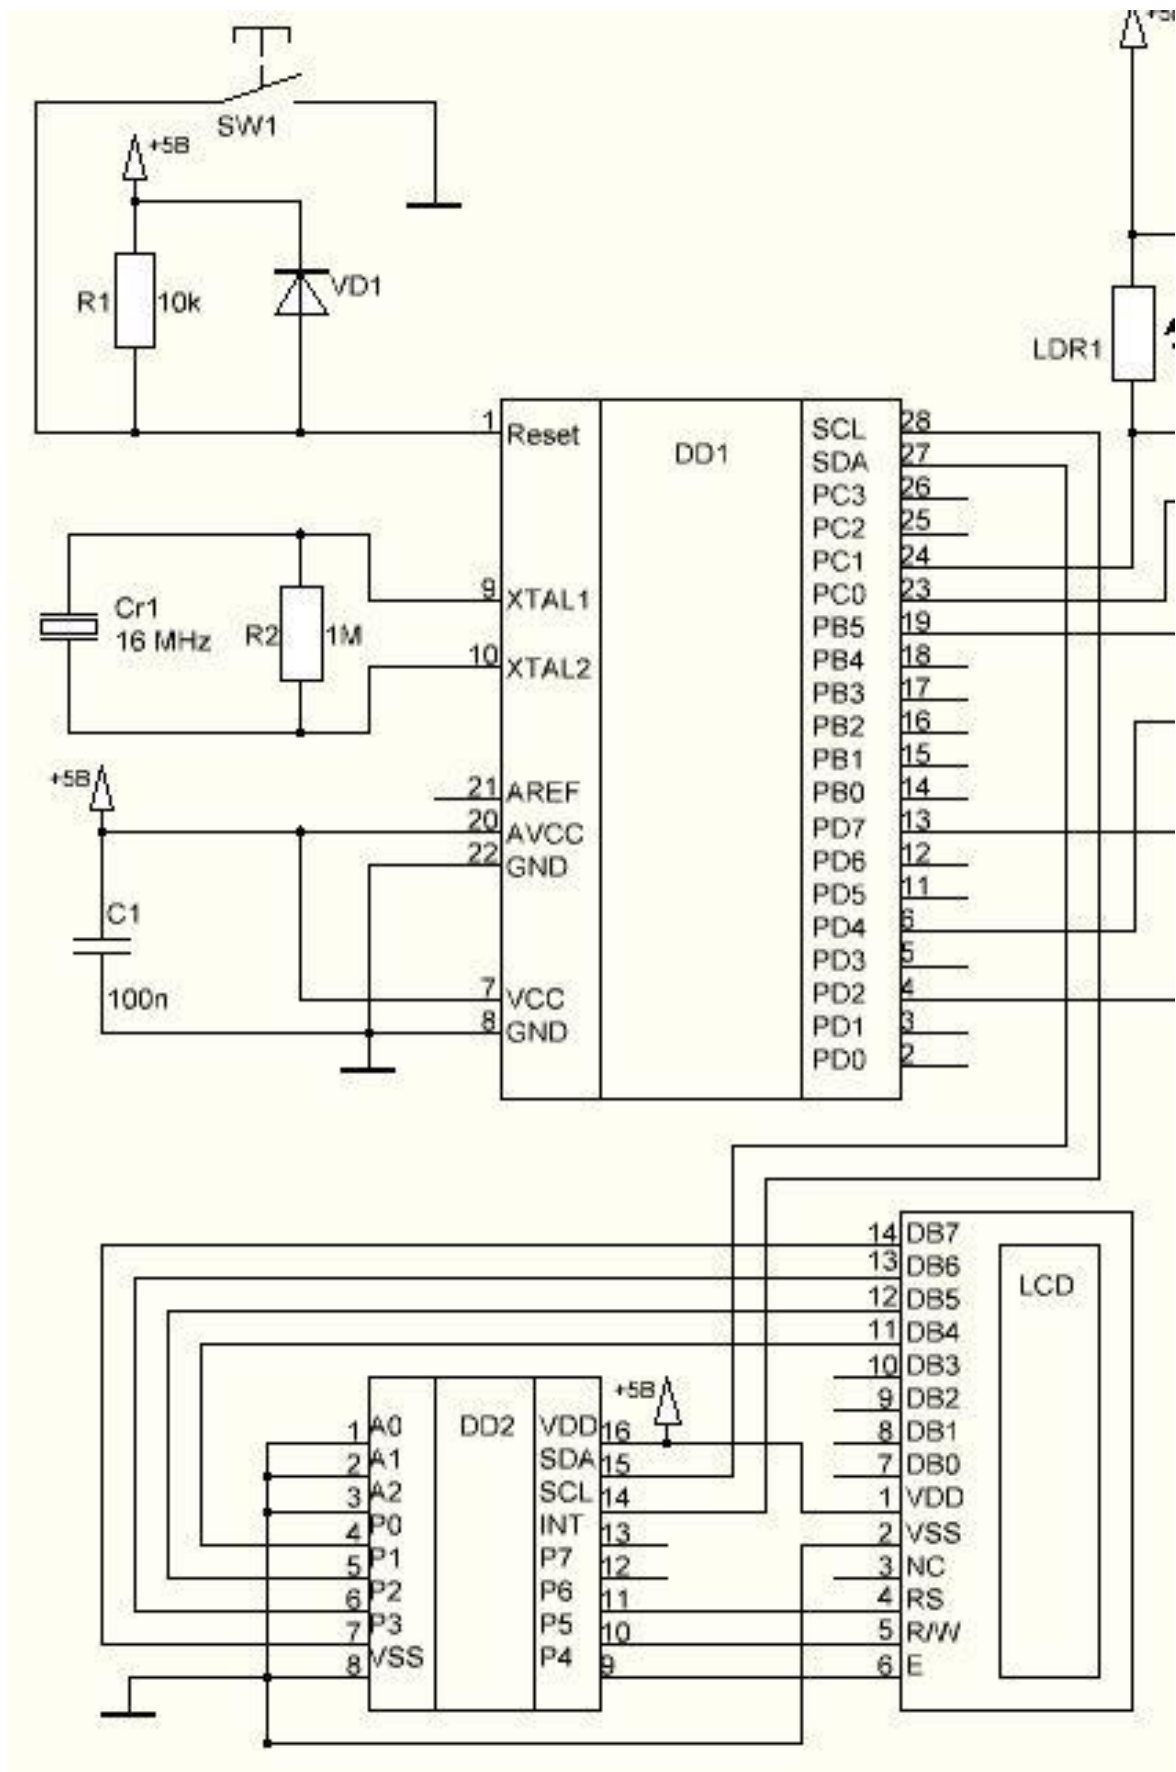 +5B
SW1
+5B
R1
10k
VD1
LDR1
1
Reset
DD1
SCL
28
SDA
27
PC3
26
PC2
25
PC1
24
PC0
23
PB5
19
PB4
18
PB3
17
PB2
16
PB1
15
PB0
14
PD7
13
PD6
12
PD5
11
PD4
6
PD3
5
PD2
4
PD1
3
PD0
2
Cr1
16 MHz
R2
1M
9
XTAL1
10
XTAL2
+5B
21
AREF
20
AVCC
22
GND
C1
100n
7
VCC
8
GND
14
DB7
13
DB6
12
DB5
11
DB4
10
DB3
9
DB2
8
DB1
7
DB0
1
VDD
2
VSS
3
NC
4
RS
5
R/W
6
E
LCD
+5B
DD2
1
A0
2
A1
3
A2
4
P0
5
P1
6
P2
7
P3
8
VSS
VDD
16
SDA
15
SCL
14
INT
13
P7
12
P6
11
P5
10
P4
9